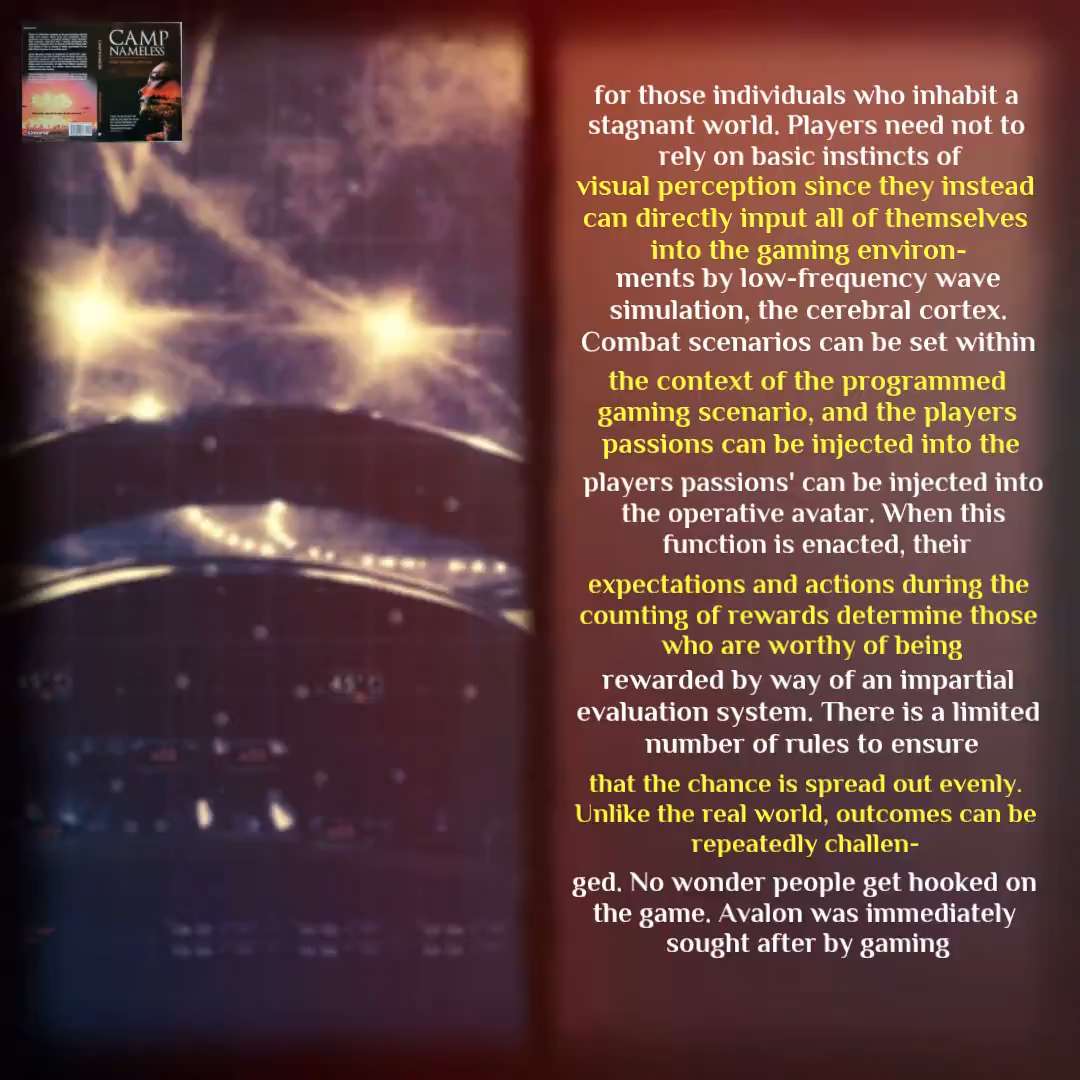 CAMP
NAMELESS
for those individuals who inhabit a
stagnant world. Players need not to
rely on basic instincts of
visual perception since they instead
can directly input all of themselves
into the gaming environ-
ments by low-frequency wave
simulation, the cerebral cortex.
Combat scenarios can be set within
the context of the programmed
gaming scenario, and the players
passions can be injected into the
players passions' can be injected into
the operative avatar. When this
function is enacted, their
expectations and actions during the
counting of rewards determine those
who are worthy of being
rewarded by way of an impartial
evaluation system. There is a limited
number of rules to ensure
that the chance is spread out evenly.
Unlike the real world, outcomes can be
repeatedly challen-
ged. No wonder people get hooked on
the game. Avalon was immediately
sought after by gaming
45°C
45°C